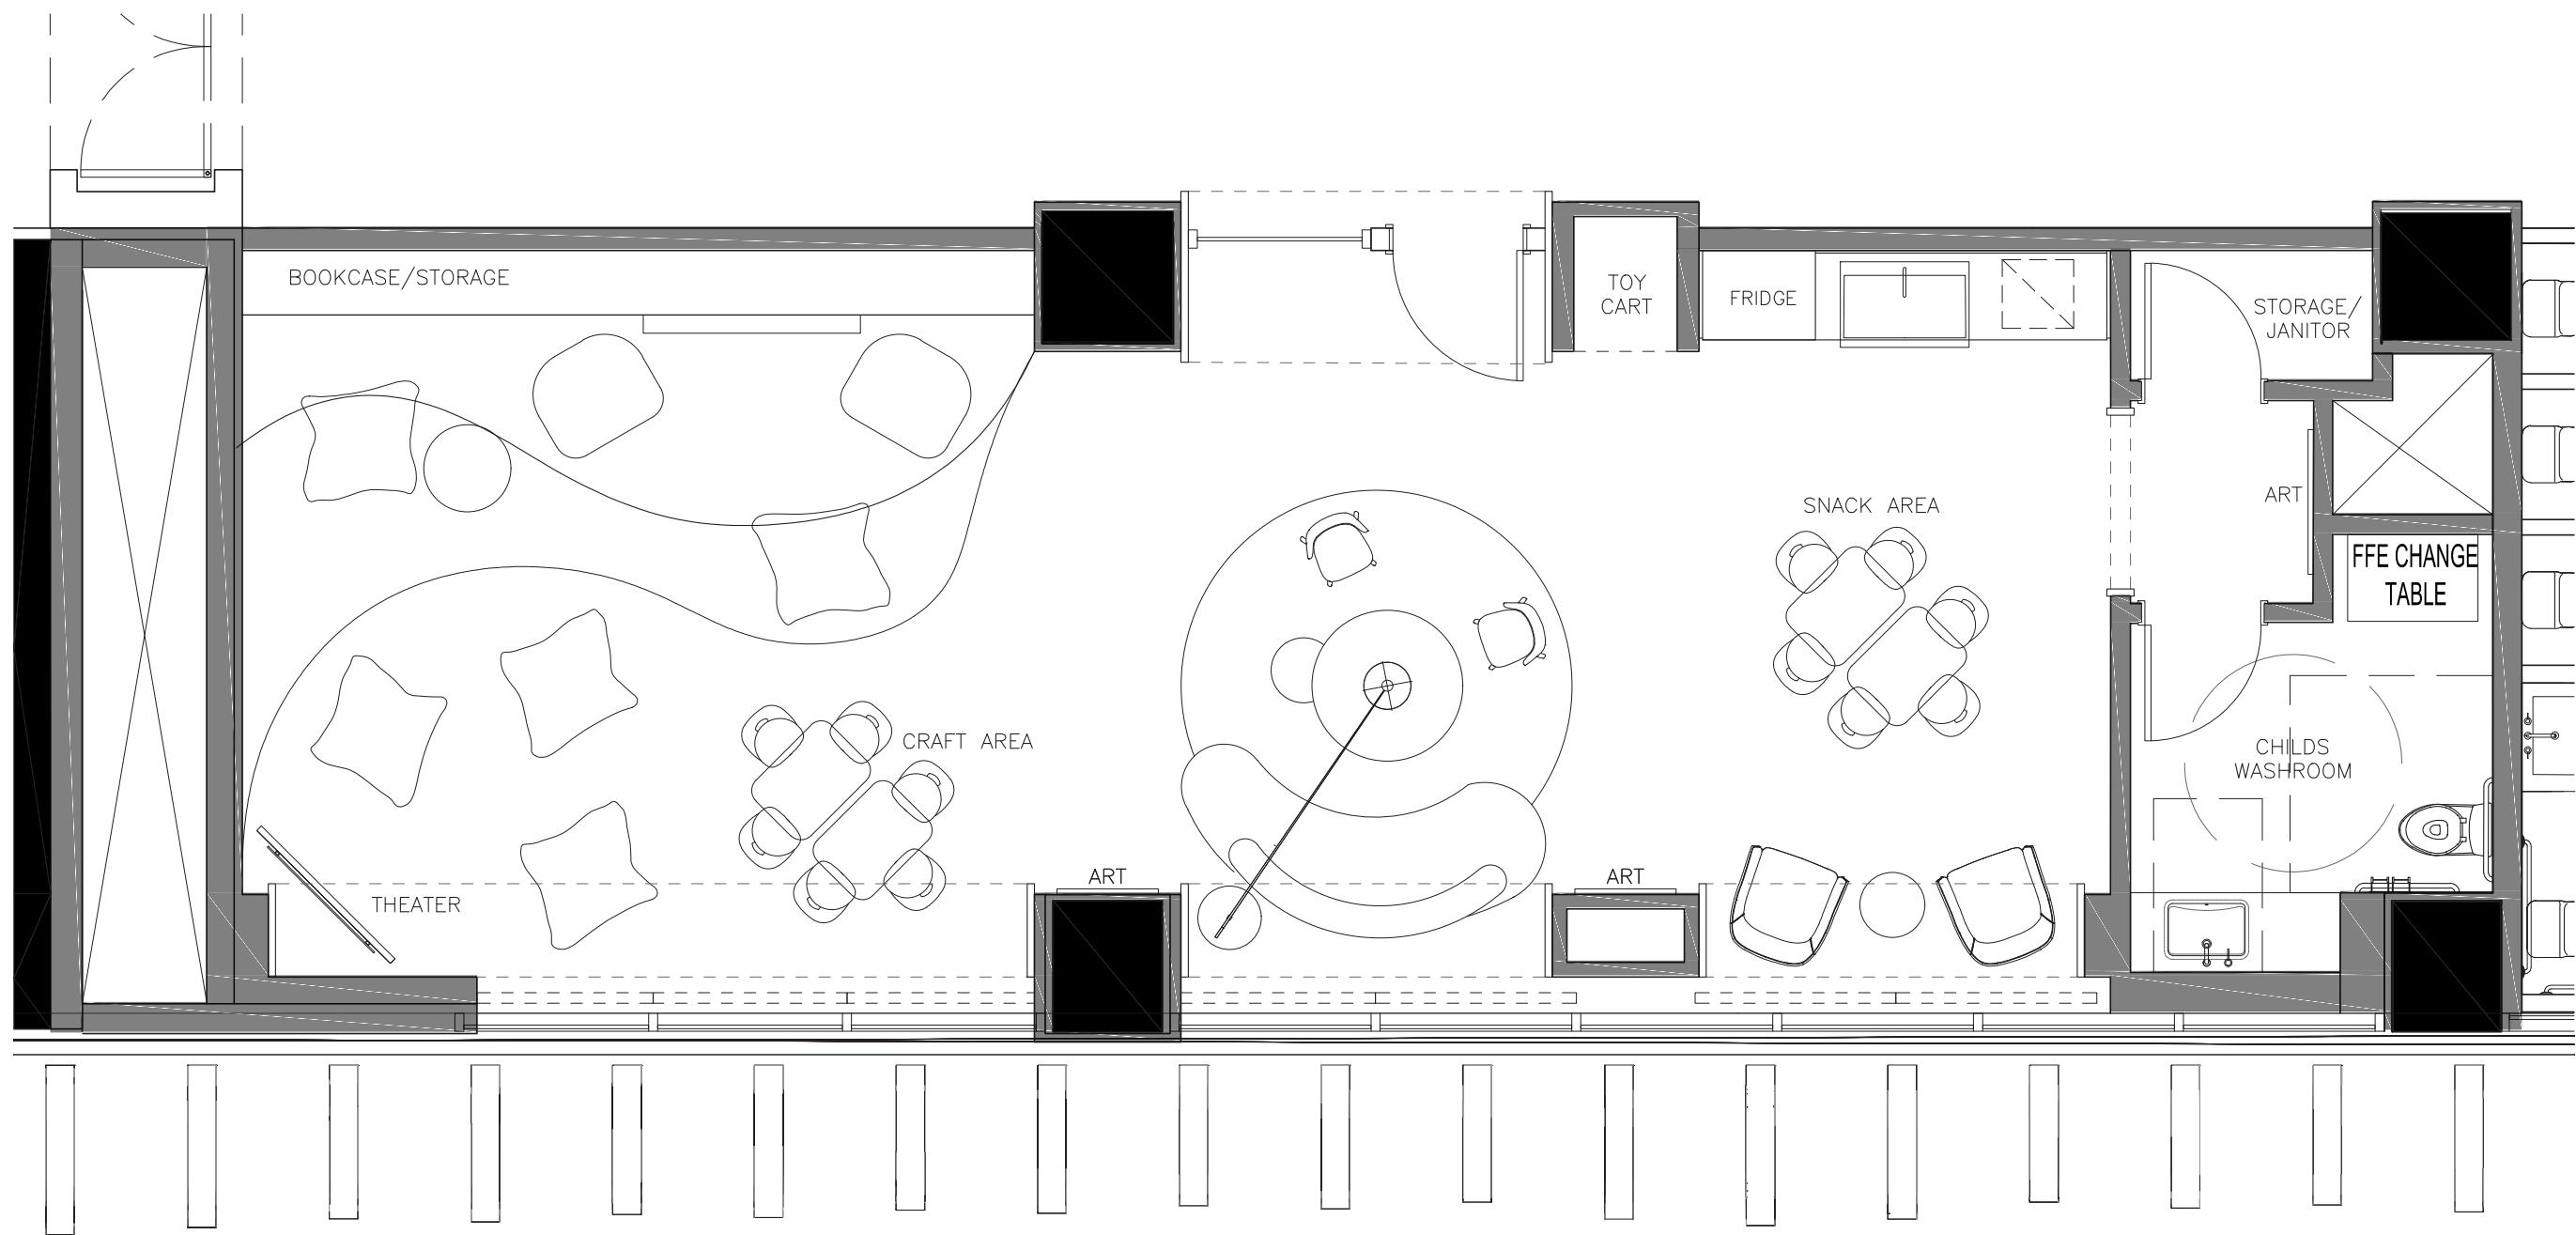 BOOKCASE/STORAGE
TOY
CART
FRIDGE
STORAGE/
JANITOR
ART
SNACK AREA
FFE CHANGE
TABLE
CRAFT AREA
CHILDS
WASHROOM
THEATER
ART
ART